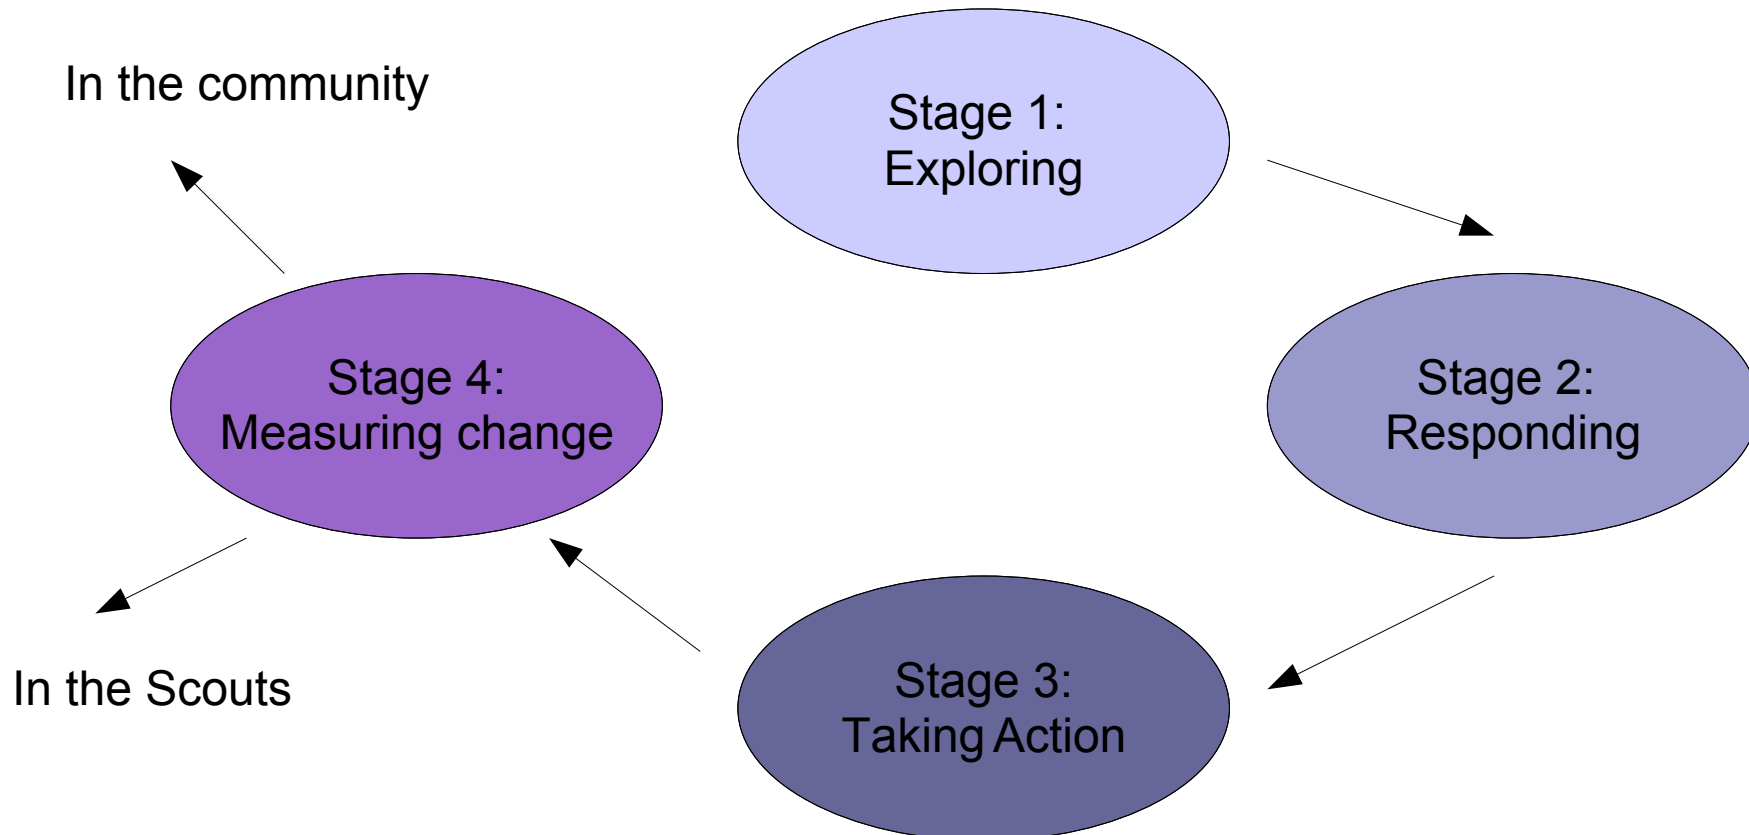 In the community
Stage 1:
Exploring
Stage 4:
Measuring change
Stage 2:
Responding
In the Scouts
Stage 3:
Taking Action